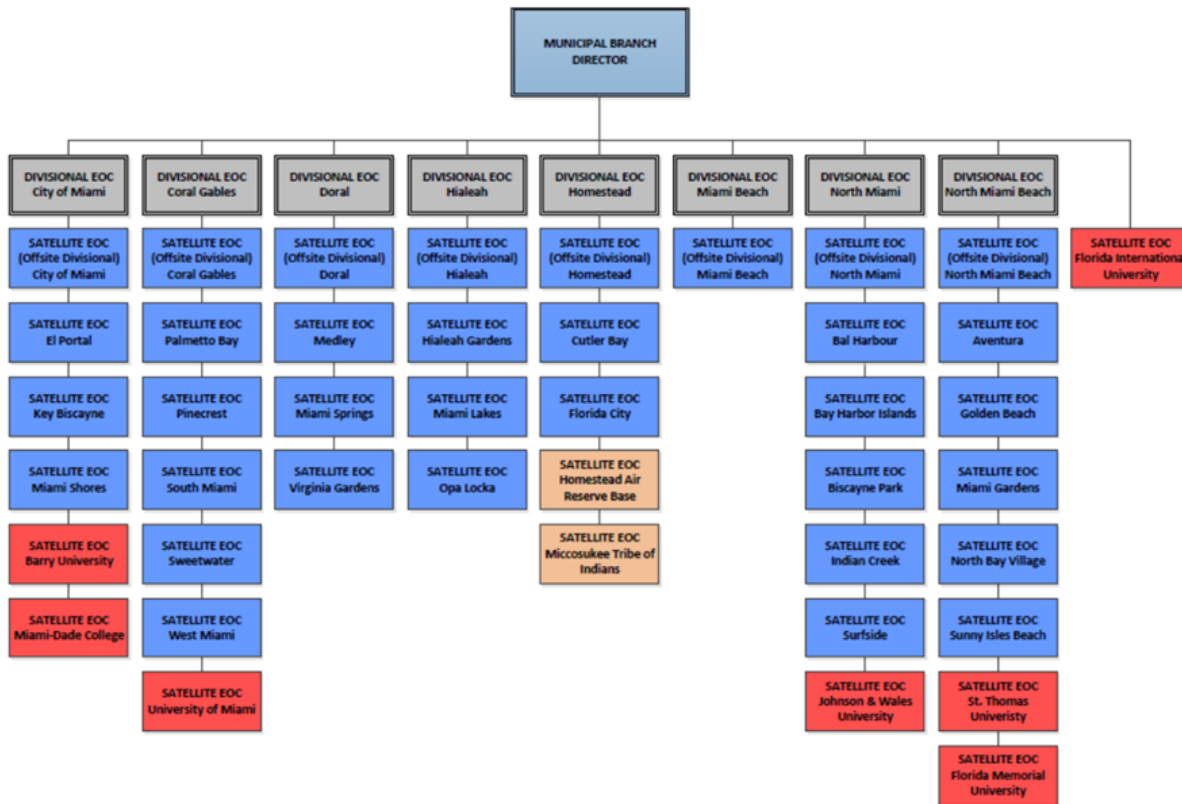 MUNICIPAL BRANCH
DIRECTOR
DIVISIONAL EOC
City of Miami
DIVISIONAL EOC
Coral Gables
DIVISIONAL EOC
Doral
DIVISIONAL EOC
Hialeah
DIVISIONAL EOC
Homestead
DIVISIONAL EOC
Miami Beach
DIVISIONAL EOC
North Miami
DIVISIONAL EOC
North Miami Beach
SATELLITE EOC
(Offsite Divisional)
City of Miami
SATELLITE EOC
(Offsite Divisional)
Coral Gables
SATELLITE EOC
(Offsite Divisional)
Doral
SATELLITE EOC
(Offsite Divisional)
Hialeah
SATELLITE EOC
(Offsite Divisional)
Homestead
SATELLITE EOC
(Offsite Divisional)
Miami Beach
SATELLITE EOC
(Offsite Divisional)
North Miami
SATELLITE EOC
(Offsite Divisional)
North Miami Beach
SATELLITE EOC
Florida International
University
SATELLITE EOC
El Portal
SATELLITE EOC
Palmetto Bay
SATELLITE EOC
Medley
SATELLITE EOC
Hialeah Gardens
SATELLITE EOC
Cutler Bay
SATELLITE EOC
Bal Harbour
SATELLITE EOC
Aventura
SATELLITE EOC
Key Biscayne
SATELLITE EOC
Pinecrest
SATELLITE EOC
Miami Springs
SATELLITE EOC
Miami Lakes
SATELLITE EOC
Florida City
SATELLITE EOC
Bay Harbor Islands
SATELLITE EOC
Golden Beach
SATELLITE EOC
Miami Shores
SATELLITE EOC
South Miami
SATELLITE EOC
Virginia Gardens
SATELLITE EOC
Opa Locka
SATELLITE EOC
Homestead Air
Reserve Base
SATELLITE EOC
Biscayne Park
SATELLITE EOC
Miami Gardens
SATELLITE EOC
Barry University
SATELLITE EOC
Sweetwater
SATELLITE EOC
Miccosukee Tribe of
Indians
SATELLITE EOC
Indian Creek
SATELLITE EOC
North Bay Village
SATELLITE EOC
Miami-Dade College
SATELLITE EOC
West Miami
SATELLITE EOC
Surfside
SATELLITE EOC
Sunny Isles Beach
SATELLITE EOC
University of Miami
SATELLITE EOC
Johnson & Wales
University
SATELLITE EOC
St. Thomas
Univeristy
SATELLITE EOC
Florida Memorial
University